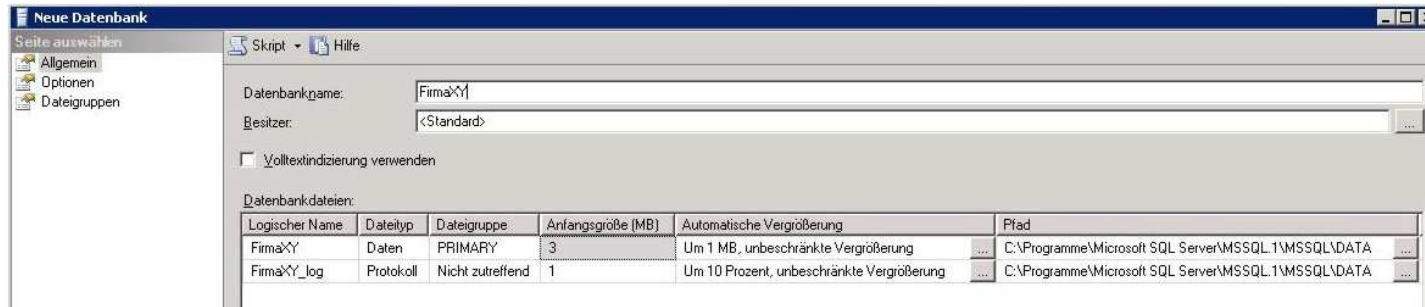 Neue Datenbank
Seite auswählen
Allgemein
Optionen
Dateigruppen
Skript Hilfe
Datenbankname: FirmaXY
Besitzer: <Standard> ...
Volltextindizierung verwenden
Datenbankdateien:
Logischer Name Dateityp Dateigruppe Anfangsgröße (MB) Automatische Vergrößerung Pfad
FirmaXY Daten PRIMARY 3 Um 1 MB, unbeschränkte Vergrößerung ... C:\Programme\Microsoft SQL Server\MSSQL.1\MSSQL\DATA ...
FirmaXY_log Protokoll Nicht zutreffend 1 Um 10 Prozent, unbeschränkte Vergrößerung ... C:\Programme\Microsoft SQL Server\MSSQL.1\MSSQL\DATA ...